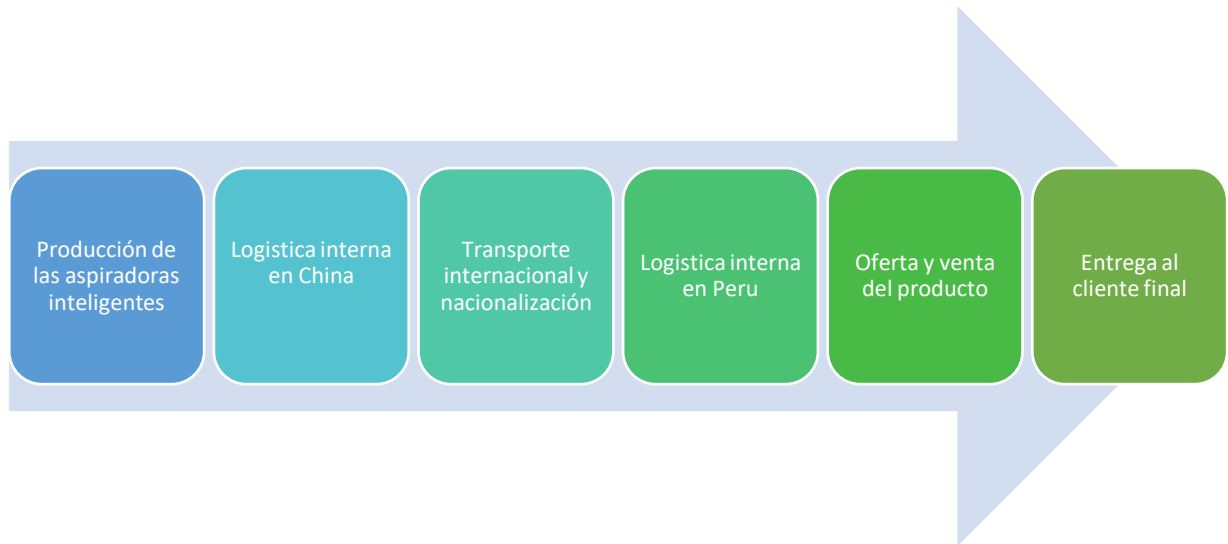 Producción de
las aspiradoras
inteligentes
Logistica interna
en China
Transporte
internacional y
nacionalización
Logistica interna
en Peru
Oferta y venta
del producto
Entrega al
cliente final